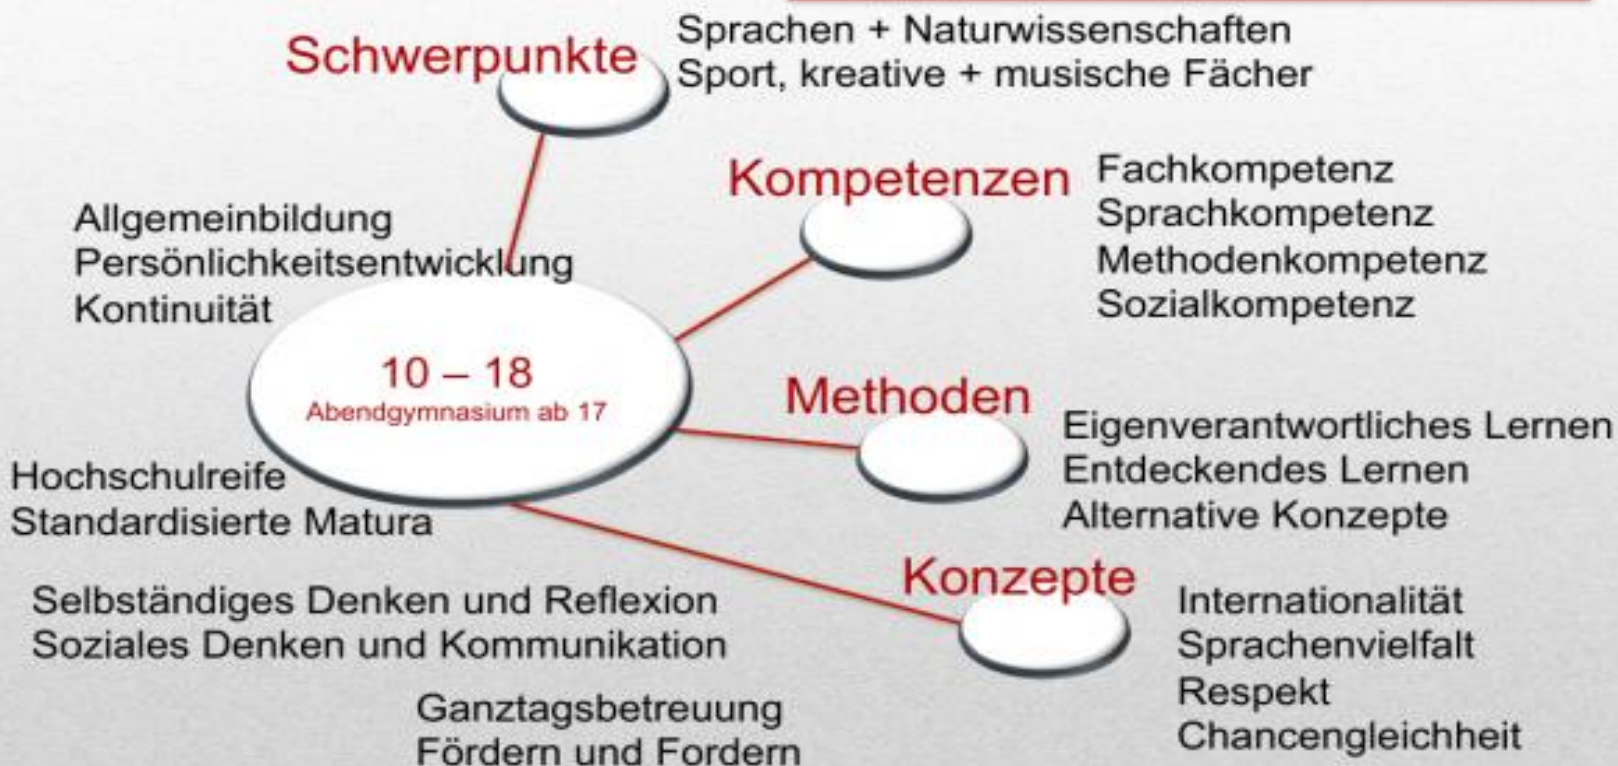 Schwerpunkte
Sprachen + Naturwissenschaften
Sport, kreative + musische Fächer
Kompetenzen
Fachkompetenz
Sprachkompetenz
Methodenkompetenz
Sozialkompetenz
Allgemeinbildung
Persönlichkeitsentwicklung
Kontinuität
10 – 18
Abendgymnasium ab 17
Methoden
Eigenverantwortliches Lernen
Entdeckendes Lernen
Alternative Konzepte
Hochschulreife
Standardisierte Matura
Konzepte
Internationalität
Sprachenvielfalt
Respekt
Chancengleichheit
Selbständiges Denken und Reflexion
Soziales Denken und Kommunikation
Ganztagsbetreuung
Fördern und Fordern